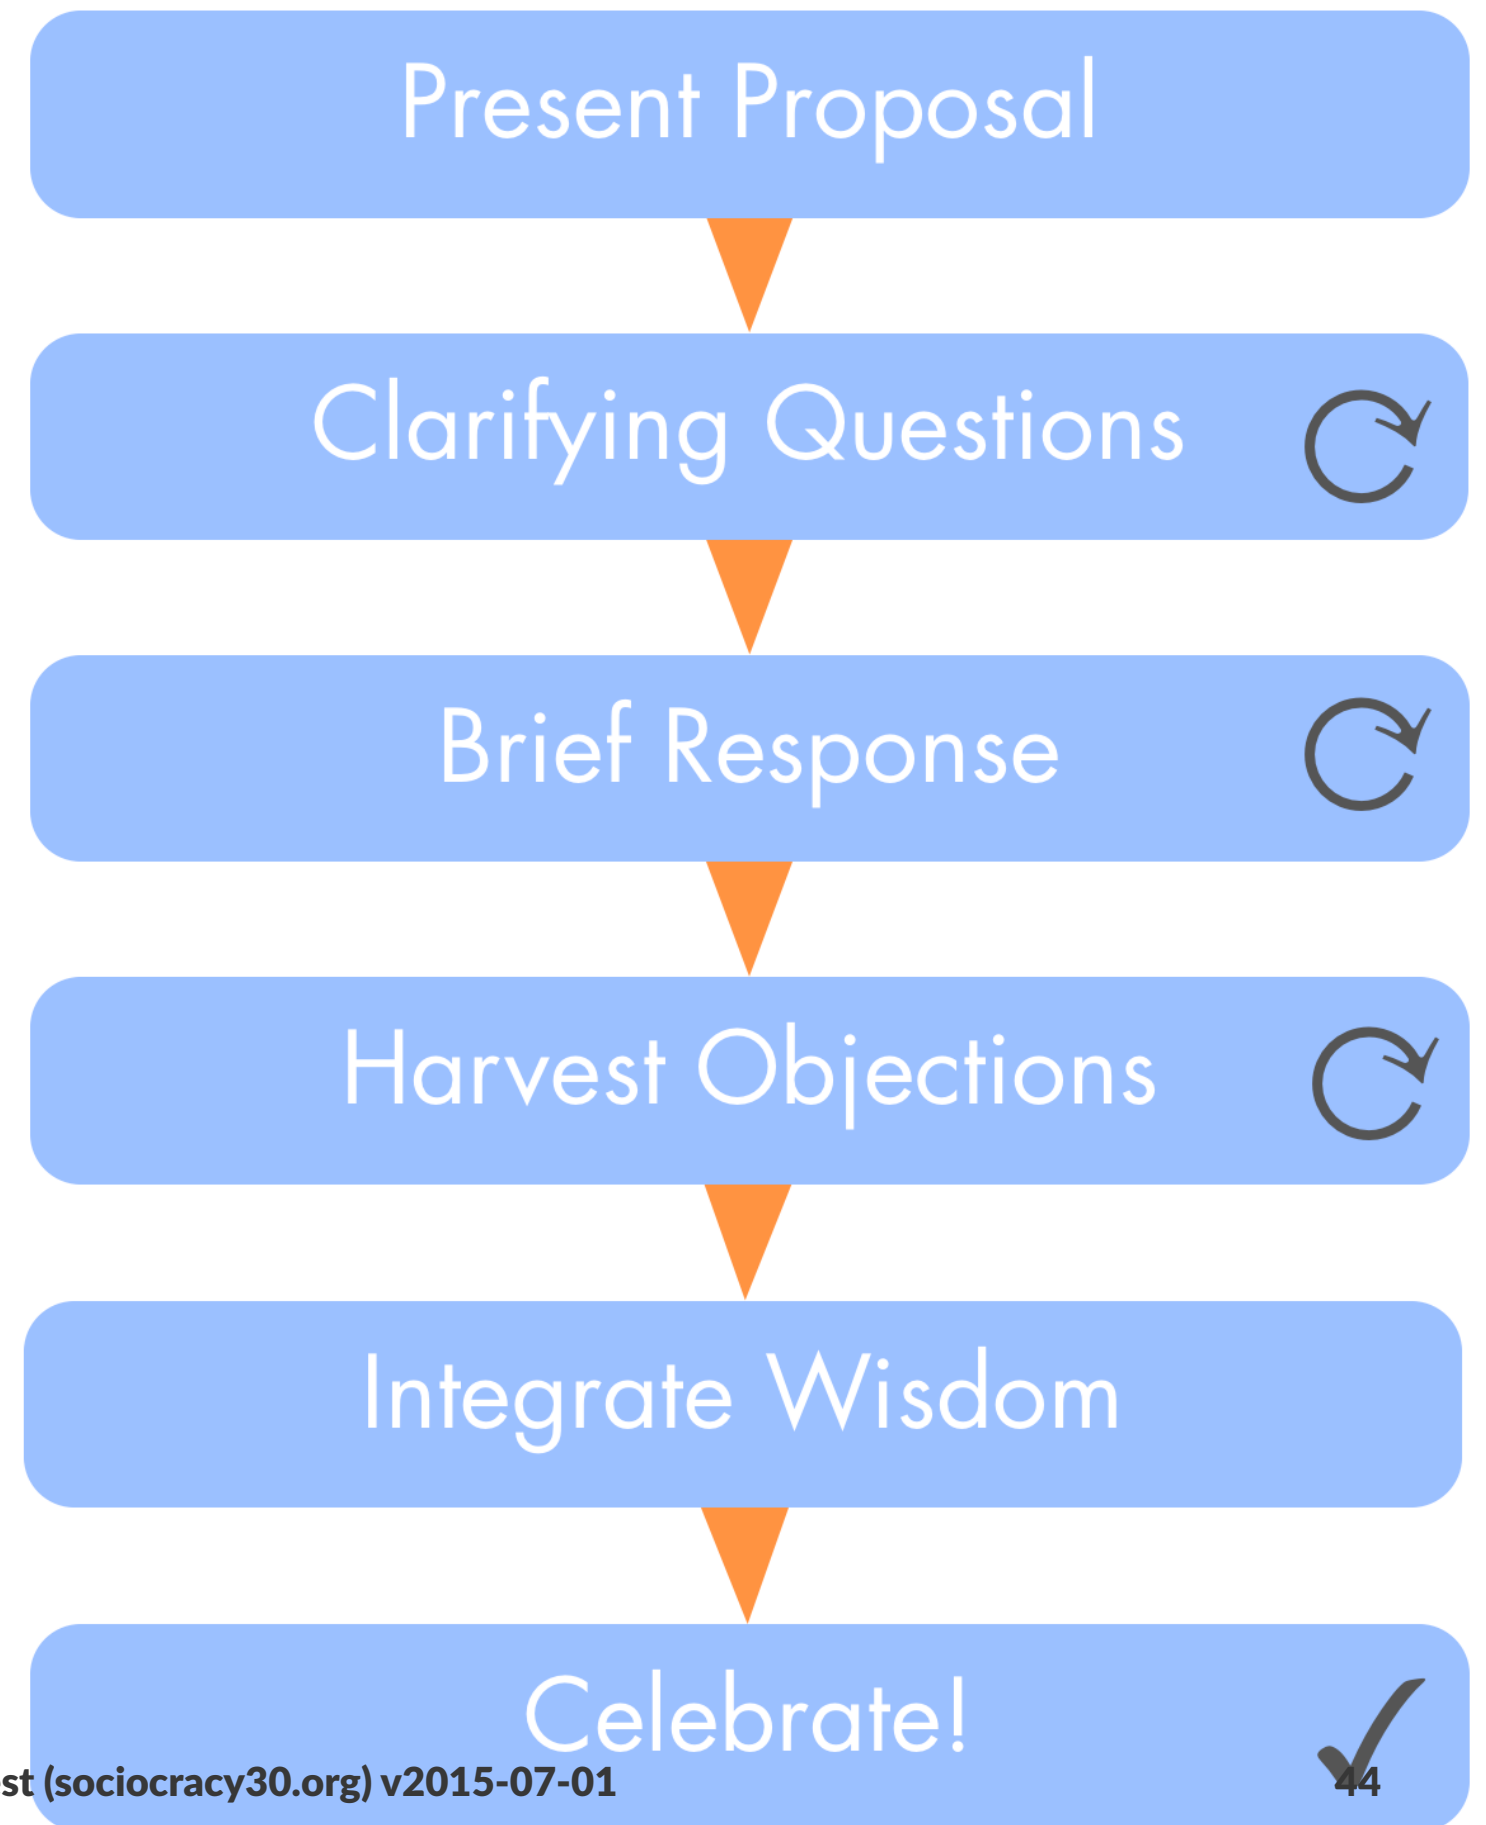 Present Proposal
Clarifying Questions
Brief Response
Harvest Objections
Integrate Wisdom
Celebrate!
st (sociocracy30.org) v2015-07-01 44